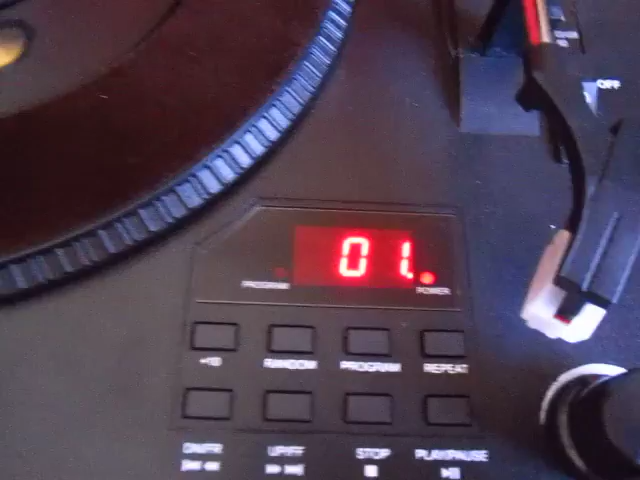 OFF
01.
PROGRAM POWER
+10 RANDOM PROGRAM REPEAT
DN/FR UP/FF STOP PLAY/PAUSE